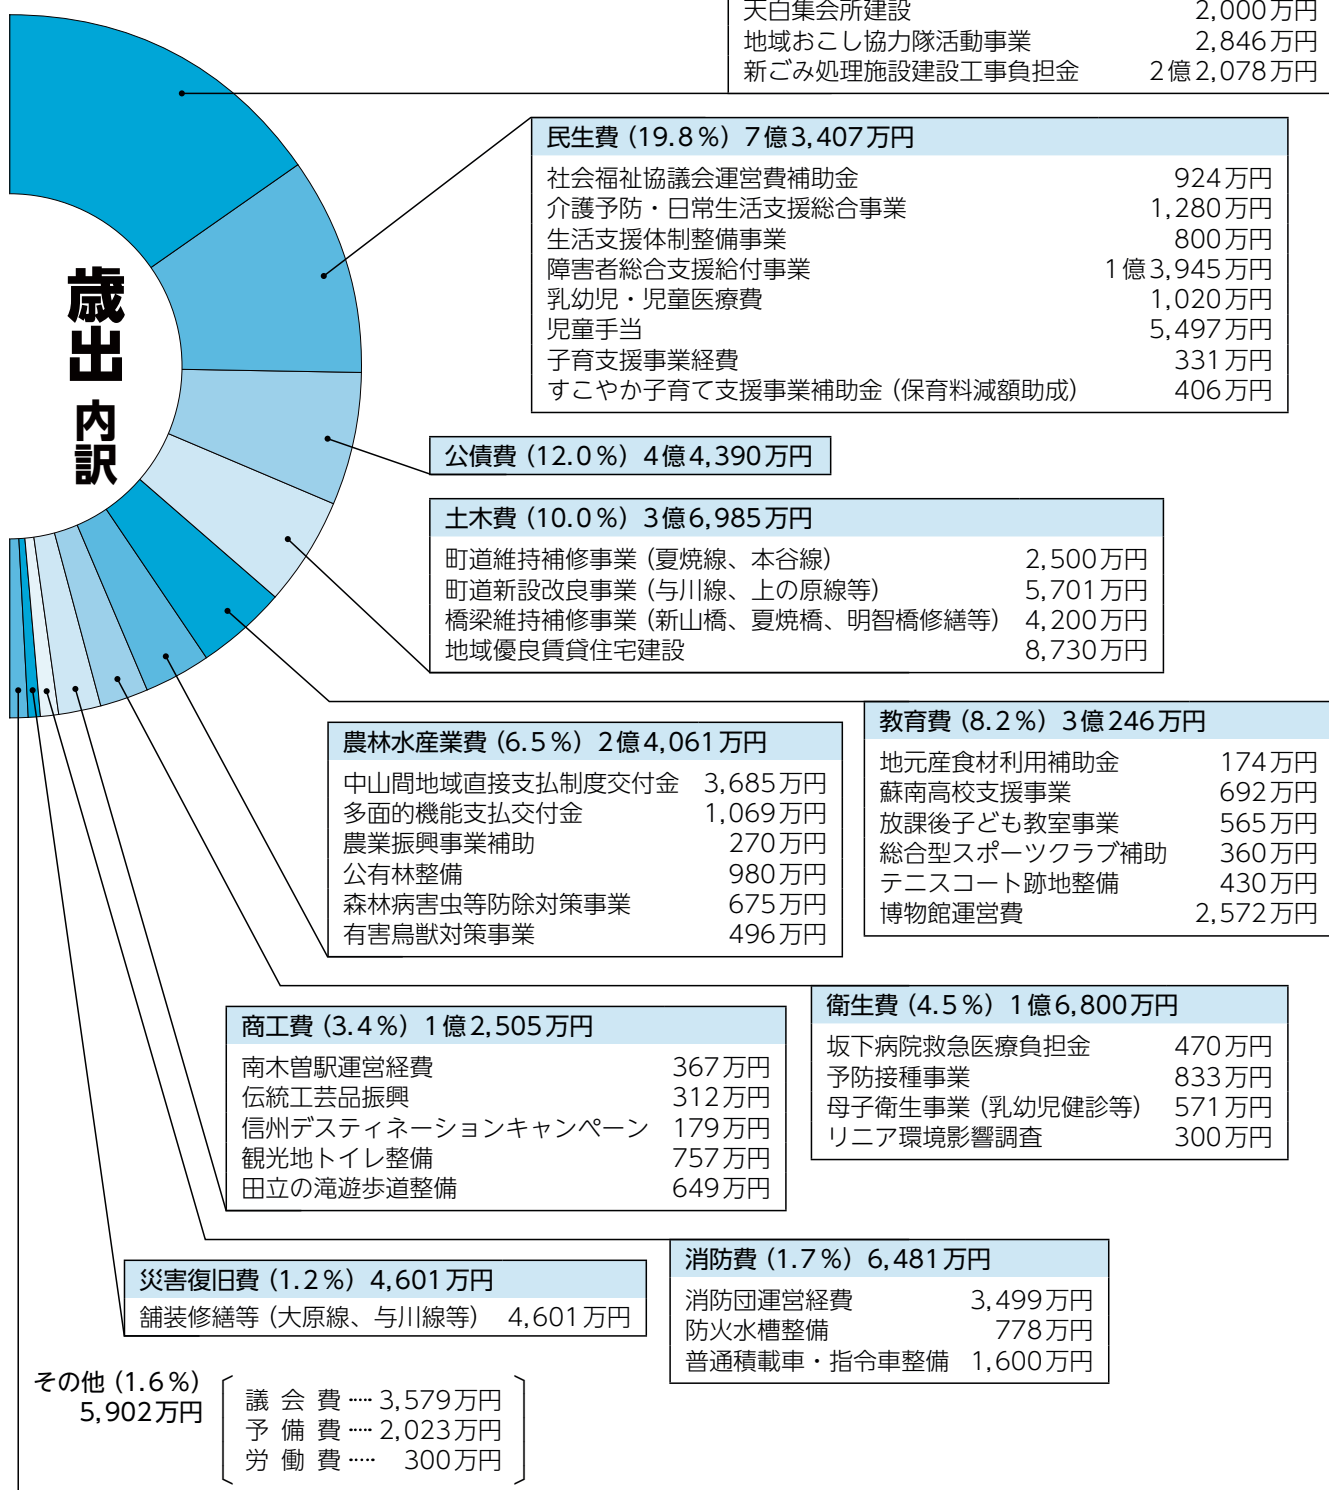 天白集会所建設 2,000万円
地域おこし協力隊活動事業 2,846万円
新ごみ処理施設建設工事負担金 2億2,078万円
歳出 内訳
民生費（19.8％）7億3,407万円
社会福祉協議会運営費補助金 924万円
介護予防・日常生活支援総合事業 1,280万円
生活支援体制整備事業 800万円
障害者総合支援給付事業 1億3,945万円
乳幼児・児童医療費 1,020万円
児童手当 5,497万円
子育支援事業経費 331万円
すこやか子育て支援事業補助金（保育料減額助成） 406万円
公債費（12.0％）4億4,390万円
土木費（10.0％）3億6,985万円
町道維持補修事業（夏焼線、本谷線） 2,500万円
町道新設改良事業（与川線、上の原線等） 5,701万円
橋梁維持補修事業（新山橋、夏焼橋、明智橋修繕等） 4,200万円
地域優良賃貸住宅建設 8,730万円
教育費（8.2％）3億246万円
地元産食材利用補助金 174万円
蘇南高校支援事業 692万円
放課後子ども教室事業 565万円
総合型スポーツクラブ補助 360万円
テニスコート跡地整備 430万円
博物館運営費 2,572万円
農林水産業費（6.5％）2億4,061万円
中山間地域直接支払制度交付金 3,685万円
多面的機能支払交付金 1,069万円
農業振興事業補助 270万円
公有林整備 980万円
森林病害虫等防除対策事業 675万円
有害鳥獣対策事業 496万円
衛生費（4.5％）1億6,800万円
坂下病院救急医療負担金 470万円
予防接種事業 833万円
母子衛生事業（乳幼児健診等） 571万円
リニア環境影響調査 300万円
商工費（3.4％）1億2,505万円
南木曽駅運営経費 367万円
伝統工芸品振興 312万円
信州デスティネーションキャンペーン 179万円
観光地トイレ整備 757万円
田立の滝遊歩道整備 649万円
消防費（1.7％）6,481万円
消防団運営経費 3,499万円
防火水槽整備 778万円
普通積載車・指令車整備 1,600万円
災害復旧費（1.2％）4,601万円
舗装修繕等（大原線、与川線等） 4,601万円
その他（1.6％）
5,902万円
議会費…… 3,579万円
予備費…… 2,023万円
労働費…… 300万円